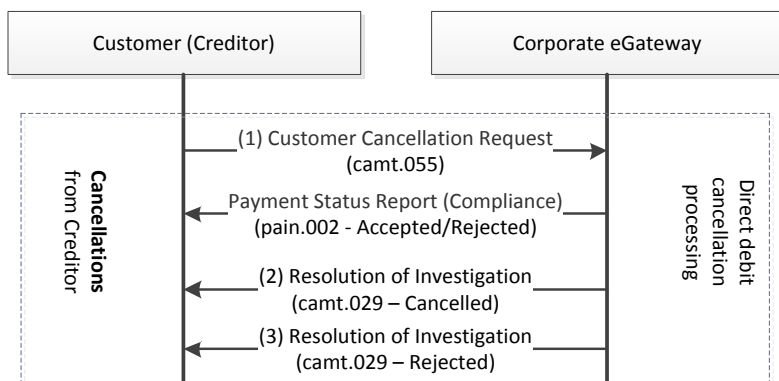 Customer (Creditor)
Corporate eGateway
(1) Customer Cancellation Request
(camt.055)
Payment Status Report (Compliance)
(pain.002 - Accepted/Rejected)
(2) Resolution of Investigation
(camt.029 – Cancelled)
(3) Resolution of Investigation
(camt.029 – Rejected)
Cancellations
from Creditor
Direct debit
cancellation
processing